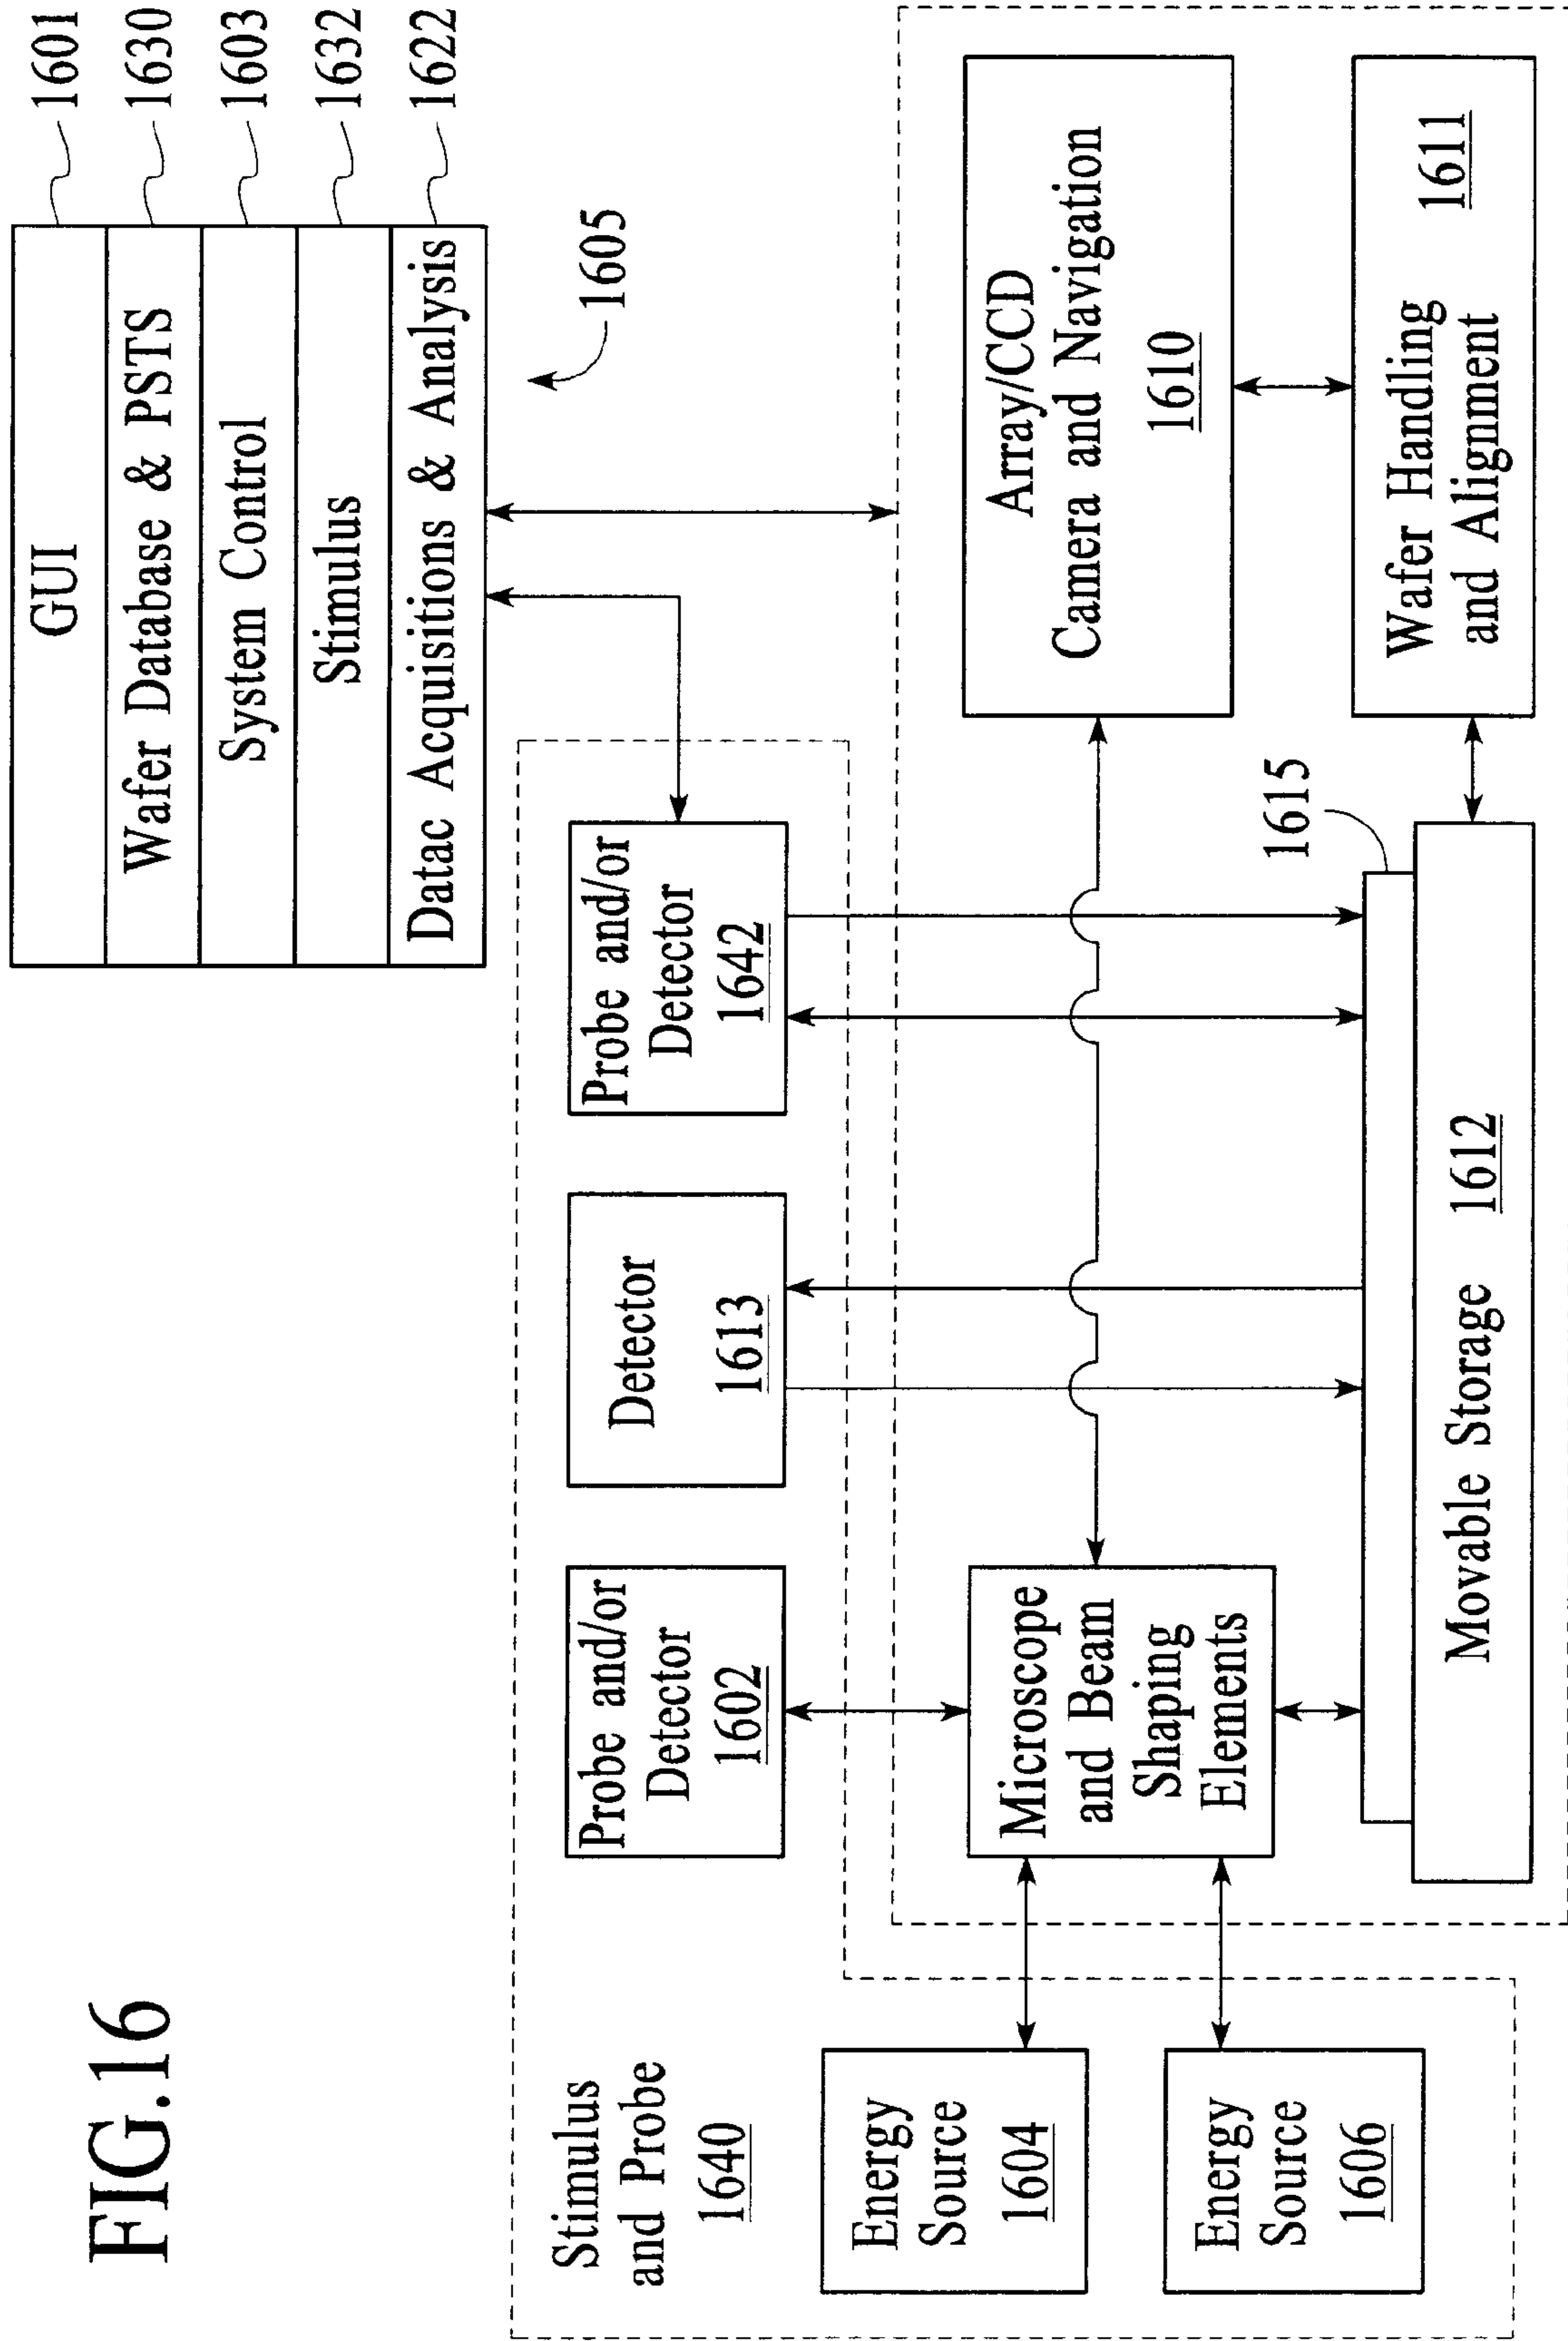 FIG.16
GUI
1601
Wafer Database & PSTS
1630
System Control
1603
Stimulus
1632
Datac Acquisitions & Analysis
1622
1605
Stimulus
and Probe
1640
Probe and/or
Detector
1602
Detector
1613
Probe and/or
Detector
1642
Energy
Source
1604
Energy
Source
1606
Microscope
and Beam
Shaping
Elements
Array/CCD
Camera and Navigation
1610
1615
Movable Storage 1612
Wafer Handling 1611
and Alignment